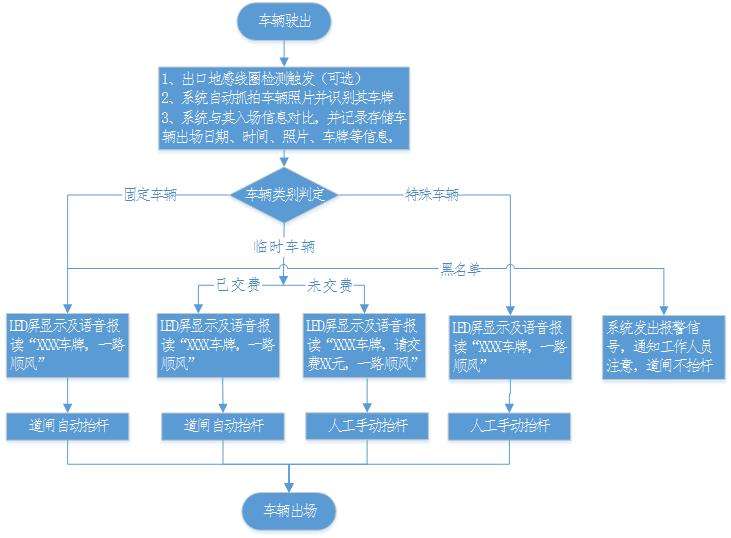 车辆驶出
1、出口地感线圈检测触发（可选）
2、系统自动抓拍车辆照片并识别其车牌
3、系统与其入场信息对比，并记录存储车
辆出场日期、时间、照片、车牌等信息，
固定车辆
车辆类别判定
特殊车辆
临时车辆
黑名单
已交费
未交费
LED屏显示及语音报
读“XXXX车牌，一路
顺风”
LED屏显示及语音报
读“XXXX车牌，一路
顺风”
LED屏显示及语音报
读“XXXX车牌，请交
费XX元，一路顺风”
LED屏显示及语音报
读“XXXX车牌，一路
顺风”
系统发出报警信
号，通知工作人员
注意，道闸不抬杆
道闸自动抬杆
道闸自动抬杆
人工手动抬杆
人工手动抬杆
车辆出场